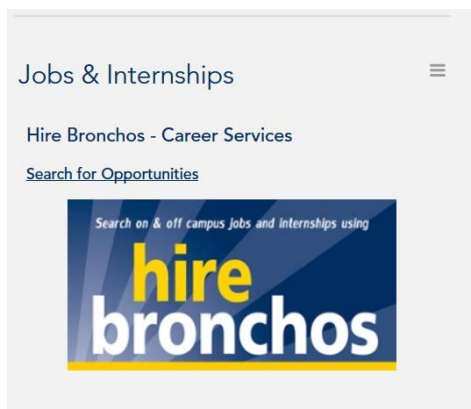 Jobs & Internships
Hire Bronchos - Career Services
Search for Opportunities
Search on & off campus jobs and internships using
hire
bronchos